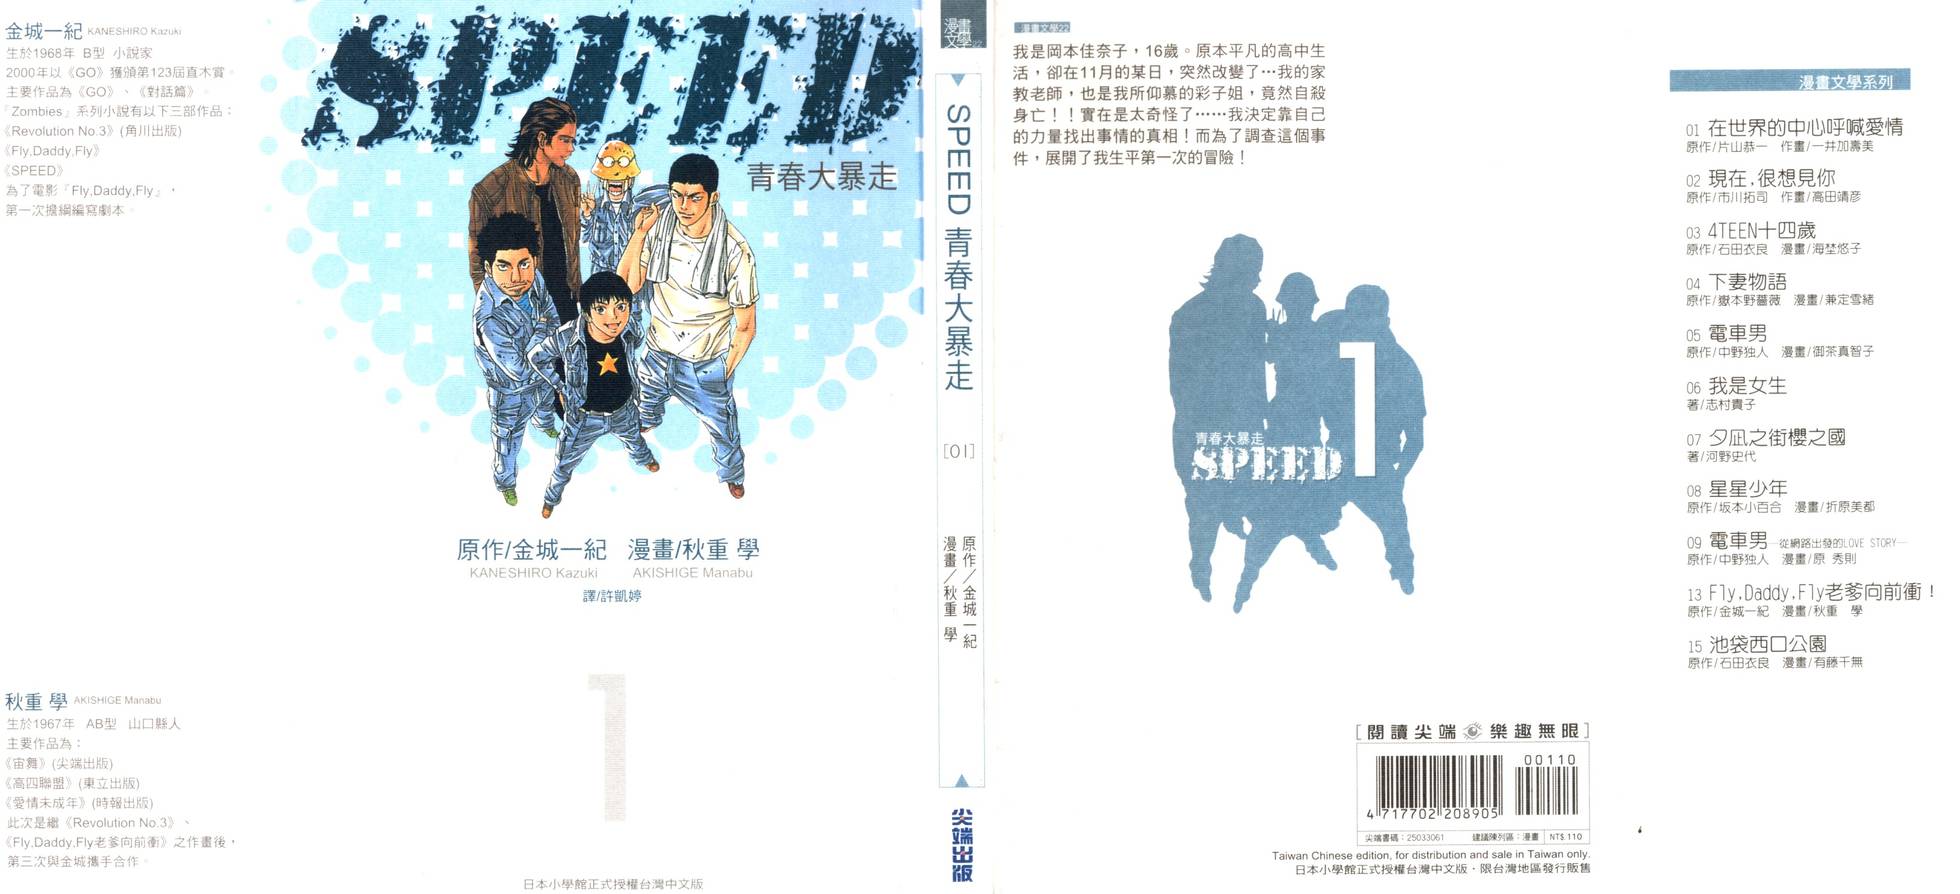 金城一紀 KANESHIRO Kazuki
生於1968年 B型 小說家
2000年以《GO》獲頒第123屆直木賞。
主要作品為《GO》、《對話篇》。
「Zombies」系列小說有以下三部作品：
《Revolution No.3》(角川出版)
《Fly,Daddy,Fly》
《SPEED》
為了電影『Fly,Daddy,Fly』，
第一次擔綱編寫劇本。
秋重 學 AKISHIGE Manabu
生於1967年 AB型 山口縣人
主要作品為：
《宙舞》(尖端出版)
《高四聯盟》(東立出版)
《愛情未成年》(時報出版)
此次是繼《Revolution No.3》、
《Fly,Daddy,Fly老爹向前衝》之作畫後，
第三次與金城攜手合作。
SPEED
青春大暴走
原作/金城一紀 漫畫/秋重 學
KANESHIRO Kazuki AKISHIGE Manabu
譯/許凱婷
1
日本小學館正式授權台灣中文版
漫畫文學22
SPEED 青春大暴走
[01]
原作／金城一紀
漫畫／秋重 學
尖端出版
漫畫文學22
我是岡本佳奈子，16歲。原本平凡的高中生
活，卻在11月的某日，突然改變了…我的家
教老師，也是我所仰慕的彩子姐，竟然自殺
身亡！！實在是太奇怪了……我決定靠自己
的力量找出事情的真相！而為了調查這個事
件，展開了我生平第一次的冒險！
青春大暴走
SPEED 1
[閱讀尖端 樂趣無限]
00110
4 717702 208905
尖端書碼：25033061 建議陳列區：漫畫 NT$.110
Taiwan Chinese edition, for distribution and sale in Taiwan only.
日本小學館正式授權台灣中文版‧限台灣地區發行販售
漫畫文學系列
01 在世界的中心呼喊愛情
原作/片山恭一 作畫/一井加壽美
02 現在,很想見你
原作/市川拓司 作畫/高田靖彦
03 4TEEN十四歲
原作/石田衣良 漫畫/海埜悠子
04 下妻物語
原作/嶽本野薔薇 漫畫/兼定雪緒
05 電車男
原作/中野独人 漫畫/御茶真智子
06 我是女生
著/志村貴子
07 夕凪之街櫻之國
著/河野史代
08 星星少年
原作/坂本小百合 漫畫/折原美都
09 電車男─從網路出發的LOVE STORY─
原作/中野独人 漫畫/原 秀則
13 Fly,Daddy,Fly老爹向前衝！
原作/金城一紀 漫畫/秋重 學
15 池袋西口公園
原作/石田衣良 漫畫/有藤千無